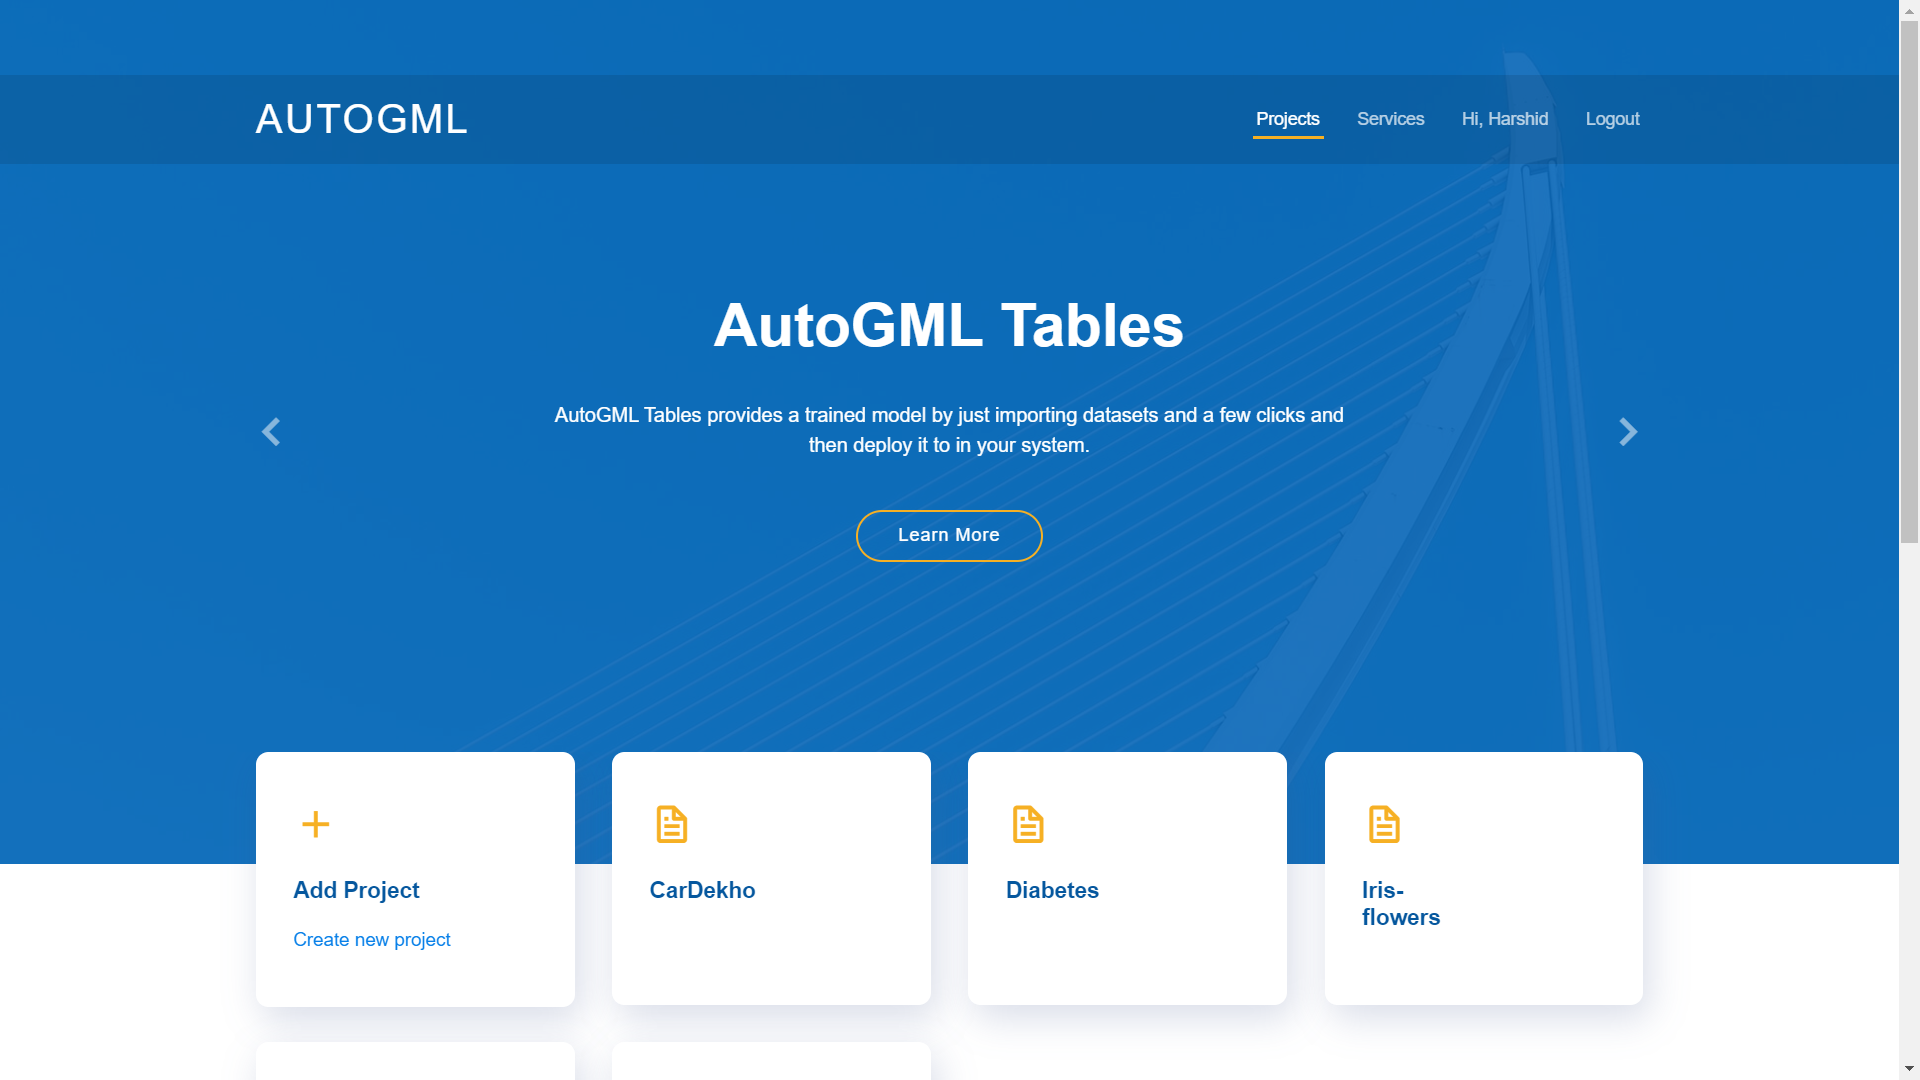 AUTOGML
Projects
Services
Hi, Harshid
Logout
AutoGML Tables
AutoGML Tables provides a trained model by just importing datasets and a few clicks and
then deploy it to in your system.
Learn More
Add Project
Create new project
CarDekho
Diabetes
Iris-
flowers